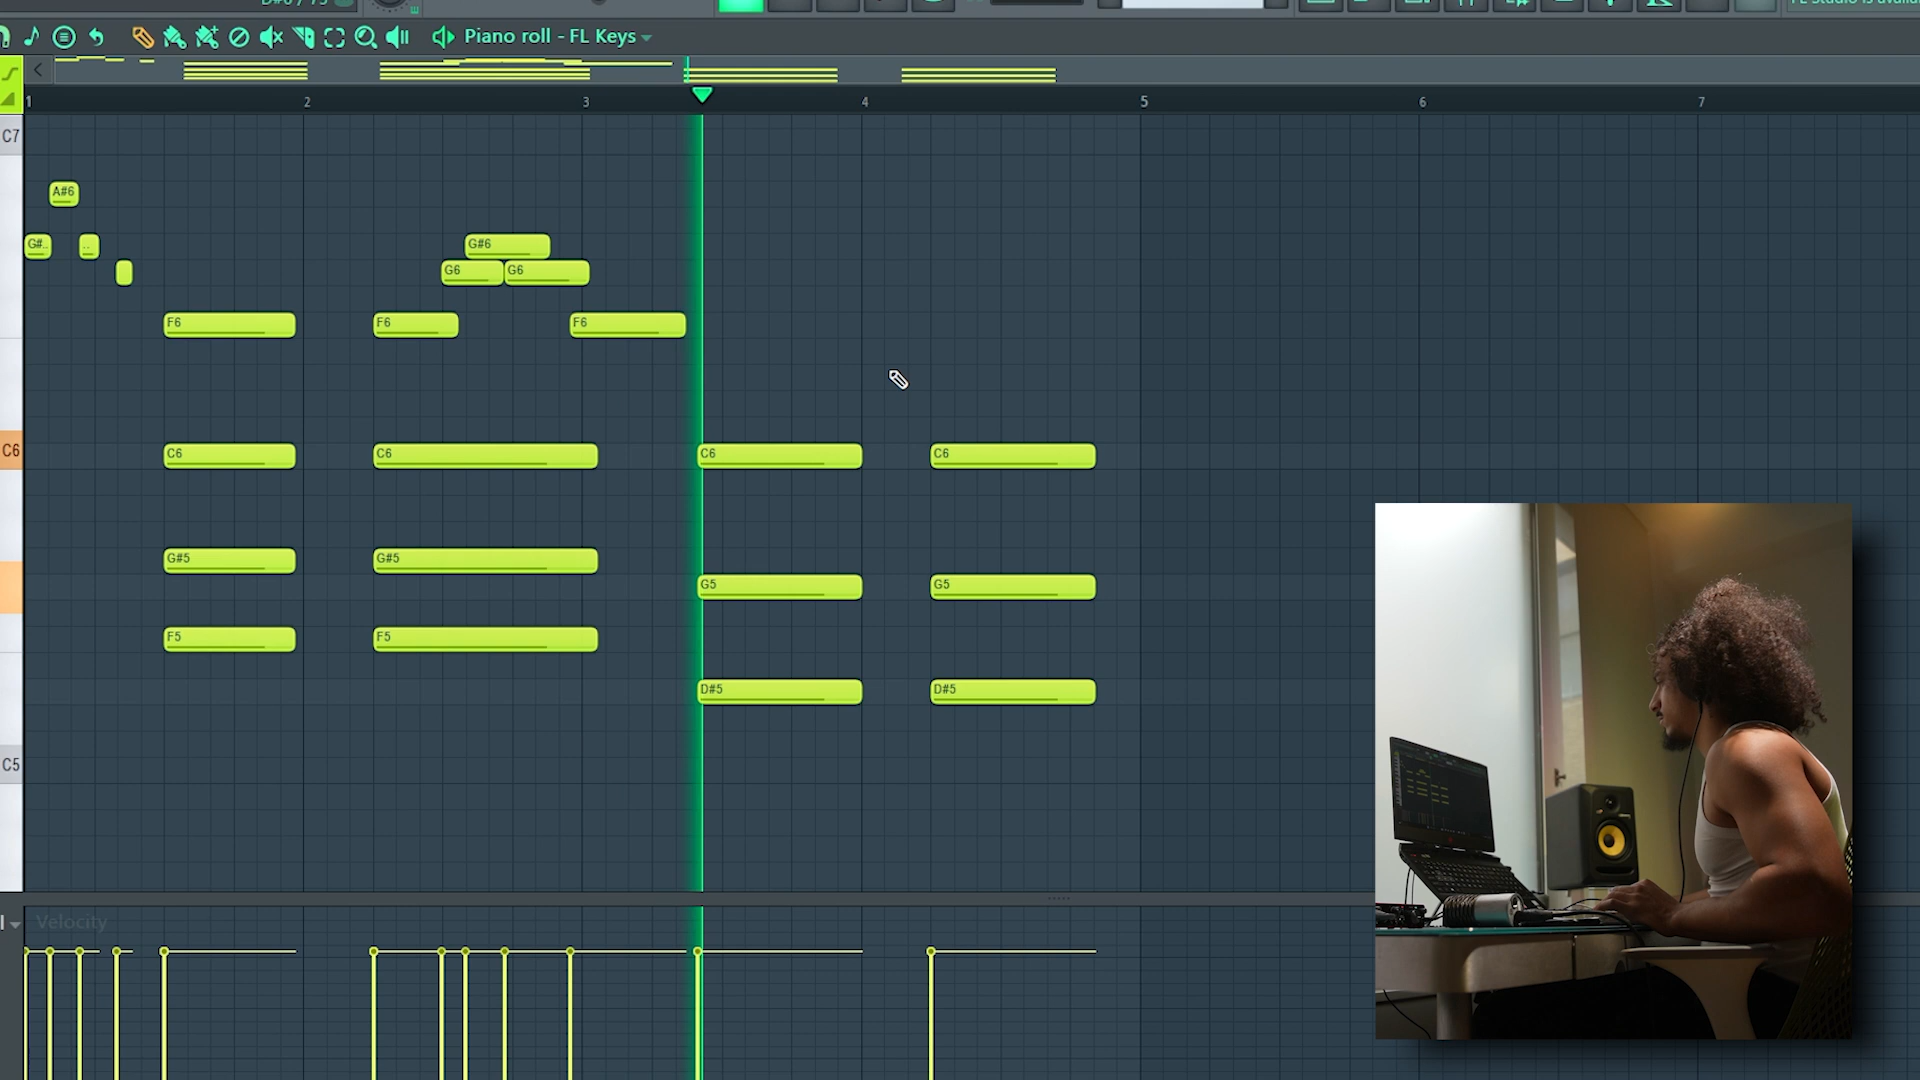 Piano roll - FL Keys
1 2 3 4 5 6 7
C7
A#6
G#.. ..
G#6
G6 G6
F6 F6 F6
C6 C6 C6 C6 C6
G#5 G#5
G5 G5
F5 F5
D#5 D#5
C5
Velocity